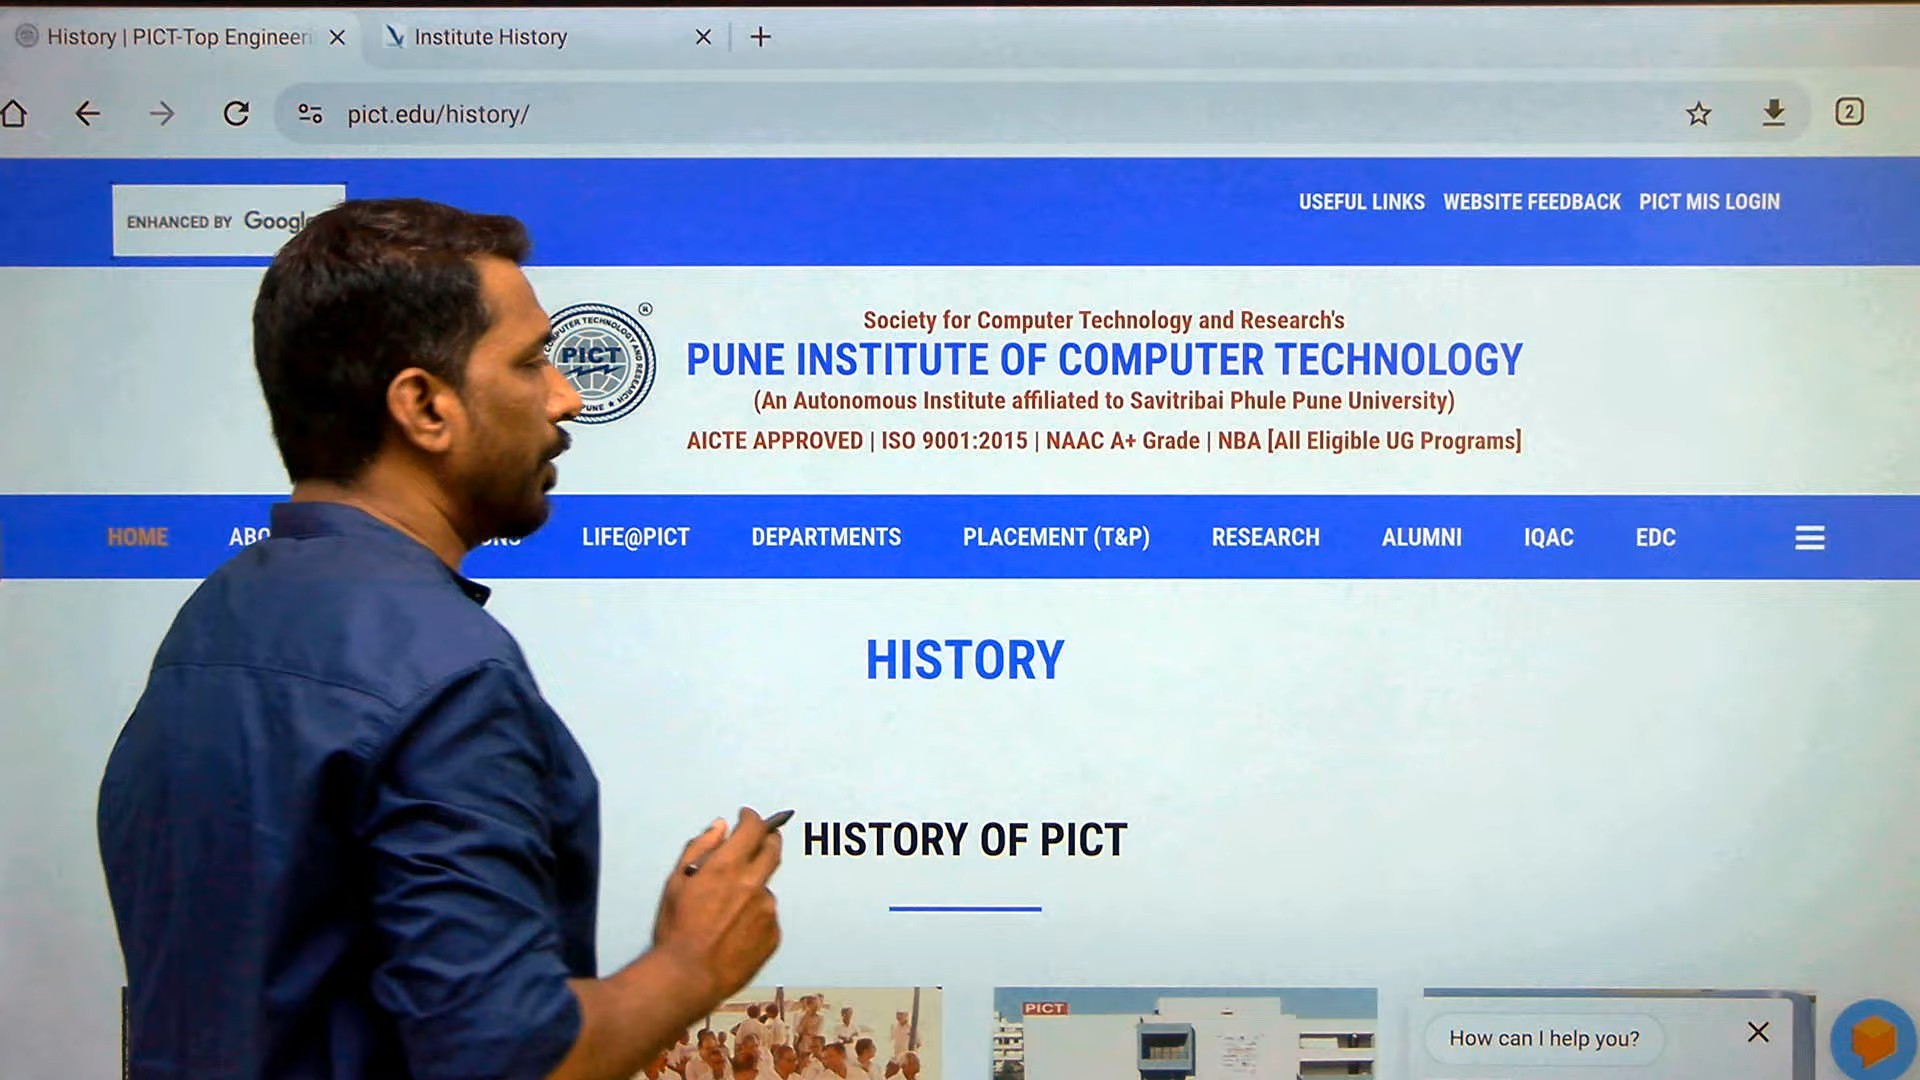 History | PICT-Top Engineeri
Institute History
pict.edu/history/
2
ENHANCED BY Google
USEFUL LINKS WEBSITE FEEDBACK PICT MIS LOGIN
PICT
Society for Computer Technology and Research's
PUNE INSTITUTE OF COMPUTER TECHNOLOGY
(An Autonomous Institute affiliated to Savitribai Phule Pune University)
AICTE APPROVED | ISO 9001:2015 | NAAC A+ Grade | NBA [All Eligible UG Programs]
HOME LIFE@PICT DEPARTMENTS PLACEMENT (T&P) RESEARCH ALUMNI IQAC EDC
HISTORY
HISTORY OF PICT
PICT
How can I help you?